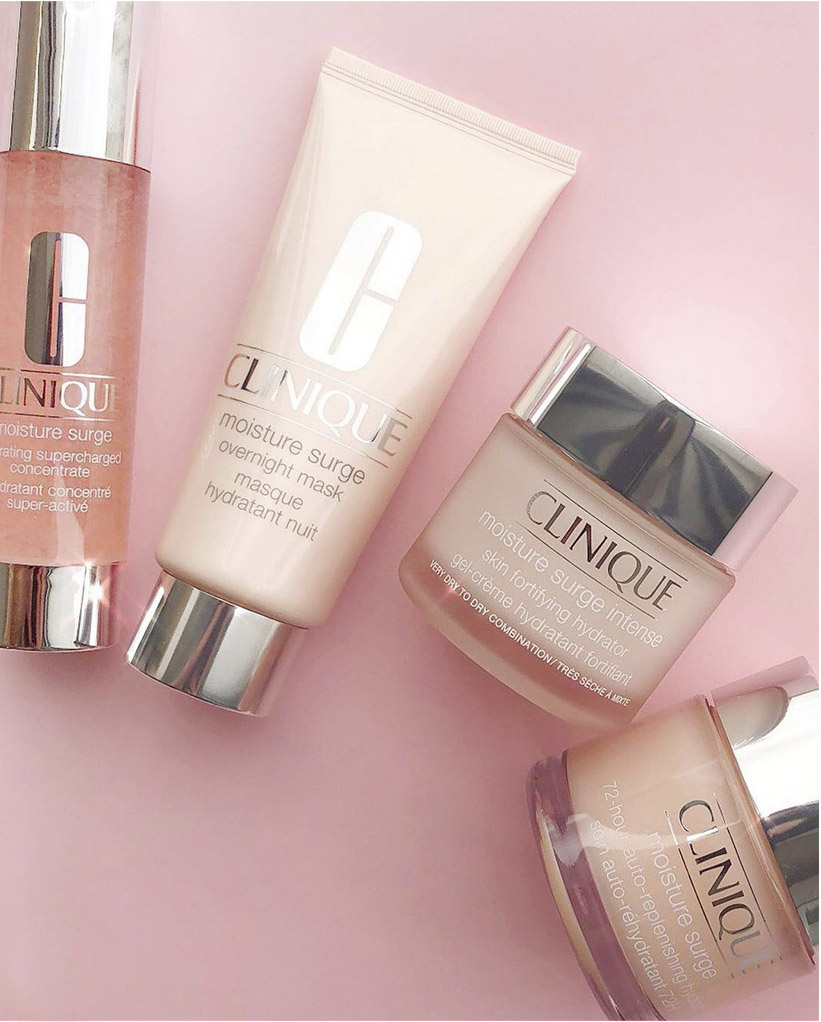 CLINIQUE
moisture surge
rating supercharged
concentrate
dratant concentré
super-activé
CLINIQUE
moisture surge
overnight mask
masque
hydratant nuit
CLINIQUE
moisture surge intense
skin fortifying hydrator
gel-crème hydratant fortifiant
VERY DRY TO DRY COMBINATION / TRÈS SÈCHE À MIXTE
CLINIQUE
moisture surge
72-hour auto-replenishing
soin auto-réhydratant 72H